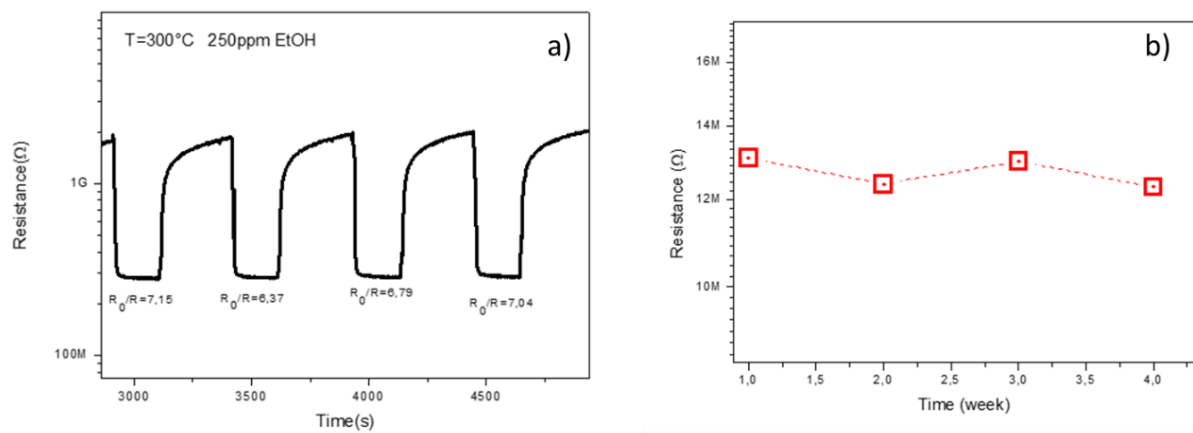 T=300°C 250ppm EtOH
a)
Resistance(Ω)
1G
100M
R₀/R=7,15
R₀/R=6,37
R₀/R=6,79
R₀/R=7,04
3000
3500
4000
4500
Time(s)
b)
Resistance (Ω)
16M
14M
12M
10M
1,0
1,5
2,0
2,5
3,0
3,5
4,0
Time (week)